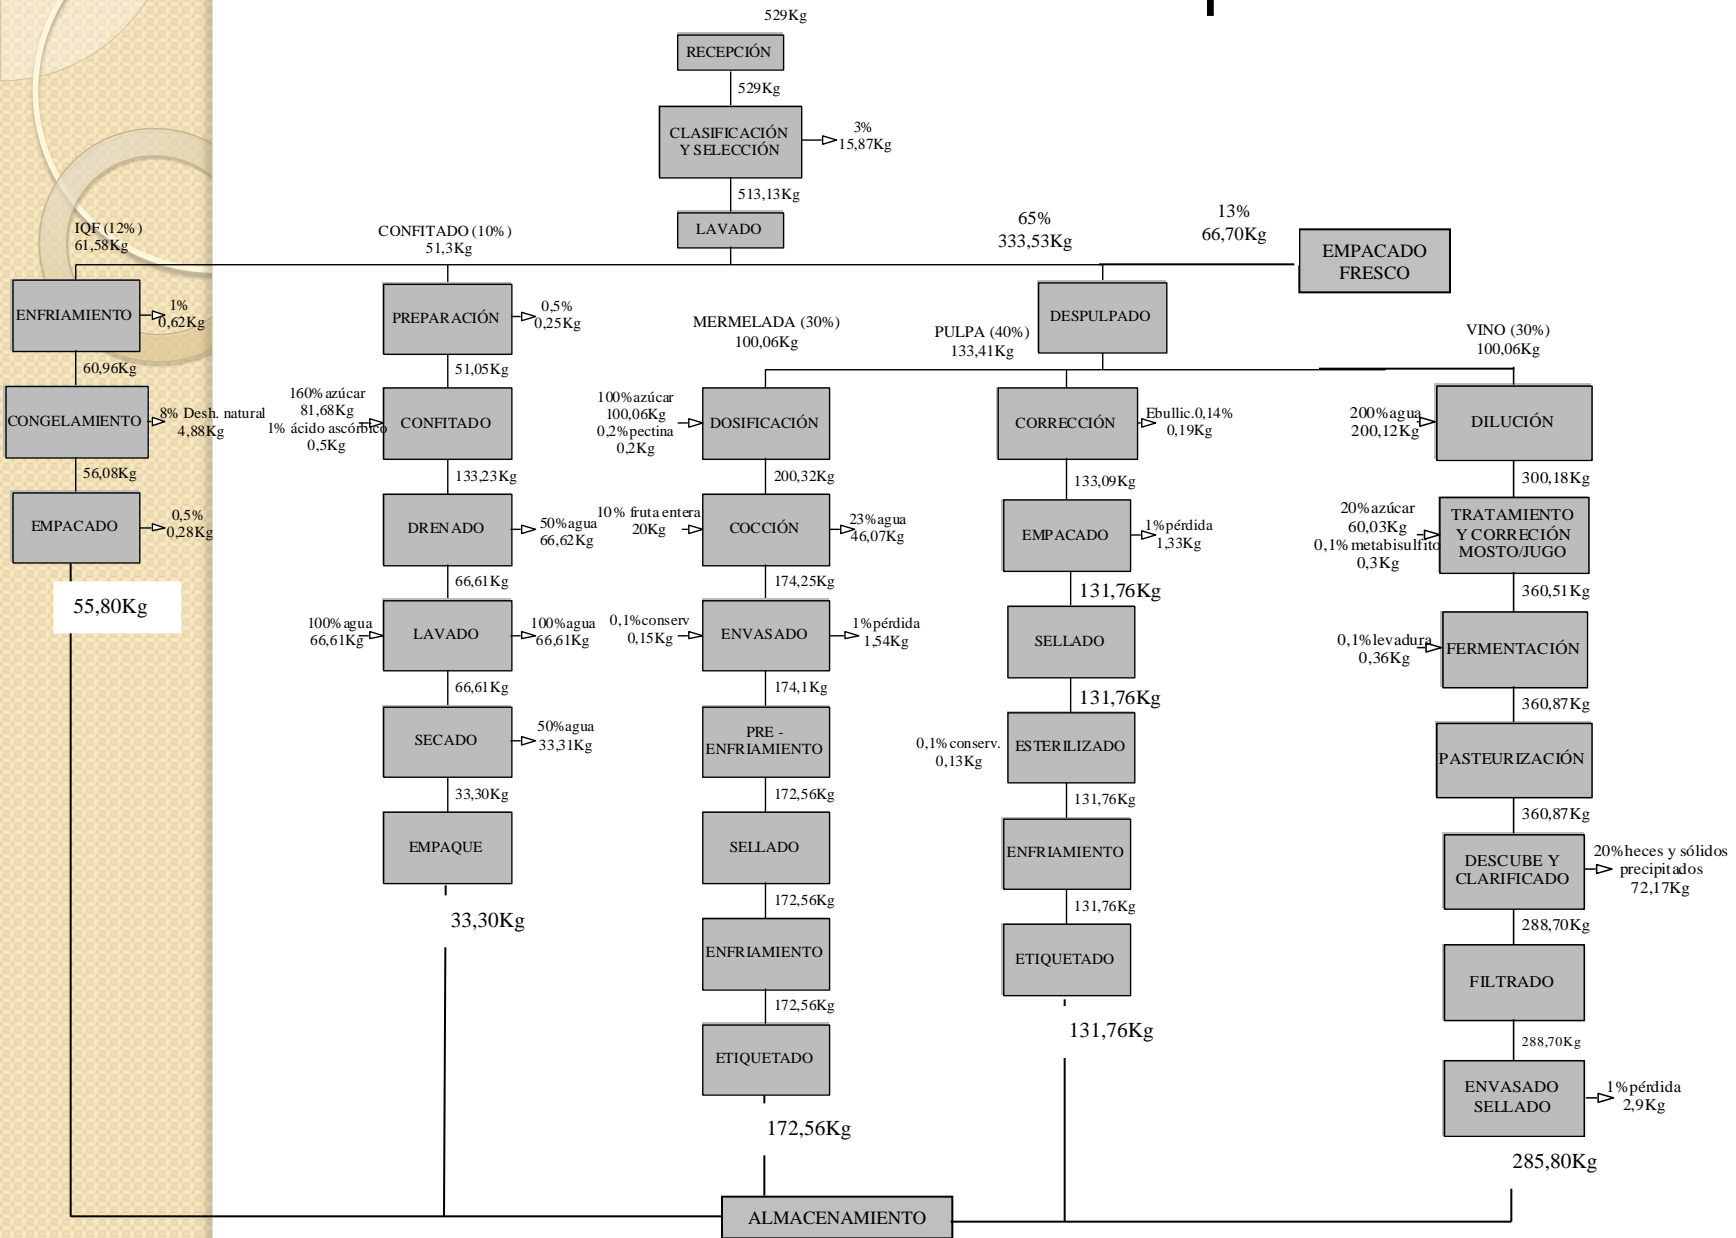 529Kg
RECEPCIÓN
529Kg
CLASIFICACIÓN
Y SELECCIÓN
3%
15,87Kg
513,13Kg
LAVADO
IQF (12%)
61,58Kg
CONFITADO (10%)
51,3Kg
65%
333,53Kg
13%
66,70Kg
EMPACADO
FRESCO
ENFRIAMIENTO
1%
0,62Kg
60,96Kg
CONGELAMIENTO
8% Desh. natural
4,88Kg
56,08Kg
EMPACADO
0,5%
0,28Kg
55,80Kg
PREPARACIÓN
0,5%
0,25Kg
51,05Kg
160% azúcar
81,68Kg
1% ácido ascórbico
0,5Kg
CONFITADO
133,23Kg
DRENADO
50% agua
66,62Kg
66,61Kg
100% agua
66,61Kg
LAVADO
100% agua
66,61Kg
66,61Kg
SECADO
50% agua
33,31Kg
33,30Kg
EMPAQUE
33,30Kg
DESPULPADO
MERMELADA (30%)
100,06Kg
100% azúcar
100,06Kg
0,2% pectina
0,2Kg
DOSIFICACIÓN
200,32Kg
10% fruta entera
20Kg
COCCIÓN
23% agua
46,07Kg
174,25Kg
0,1% conserv
0,15Kg
ENVASADO
1% pérdida
1,54Kg
174,1Kg
PRE -
ENFRIAMIENTO
172,56Kg
SELLADO
172,56Kg
ENFRIAMIENTO
172,56Kg
ETIQUETADO
172,56Kg
PULPA (40%)
133,41Kg
CORRECCIÓN
Ebullic.0,14%
0,19Kg
133,09Kg
EMPACADO
1% pérdida
1,33Kg
131,76Kg
SELLADO
131,76Kg
0,1% conserv.
0,13Kg
ESTERILIZADO
131,76Kg
ENFRIAMIENTO
131,76Kg
ETIQUETADO
131,76Kg
VINO (30%)
100,06Kg
200% agua
200,12Kg
DILUCIÓN
300,18Kg
20% azúcar
60,03Kg
0,1% metabisulfito
0,3Kg
TRATAMIENTO
Y CORRECIÓN
MOSTO/JUGO
360,51Kg
0,1% levadura
0,36Kg
FERMENTACIÓN
360,87Kg
PASTEURIZACIÓN
360,87Kg
DESCUBE Y
CLARIFICADO
20% heces y sólidos
precipitados
72,17Kg
288,70Kg
FILTRADO
288,70Kg
ENVASADO
SELLADO
1% pérdida
2,9Kg
285,80Kg
ALMACENAMIENTO